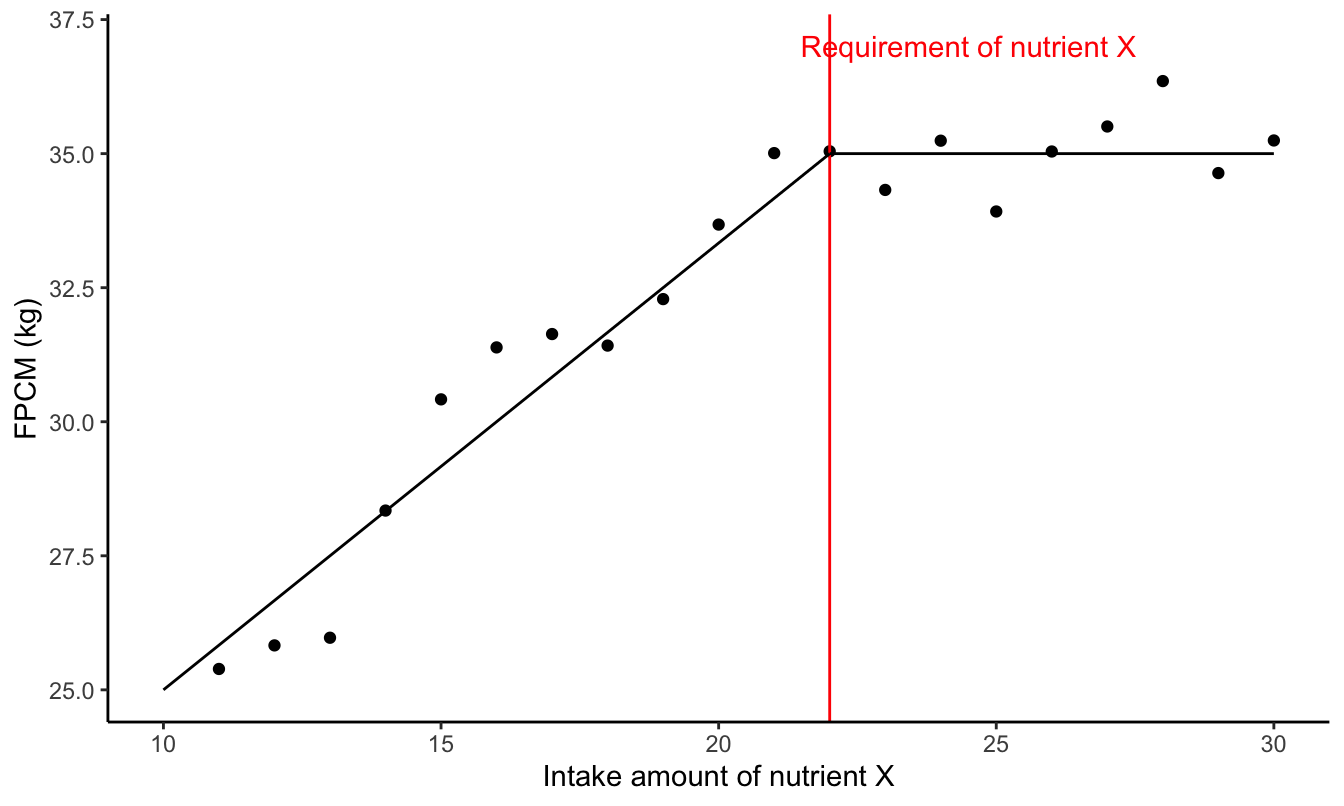 Requirement of nutrient X
37.5
35.0
32.5
30.0
27.5
25.0
FPCM (kg)
10 15 20 25 30
Intake amount of nutrient X